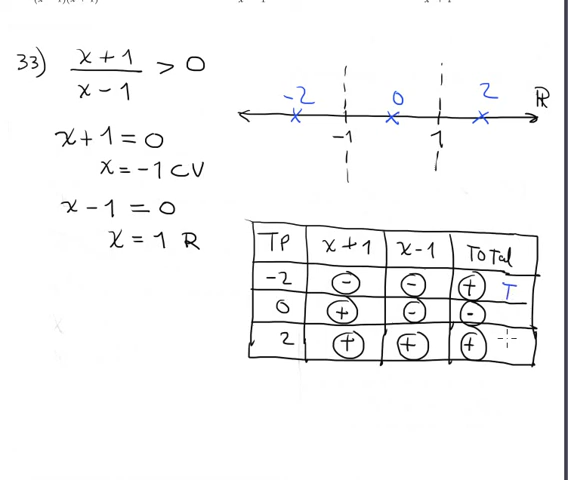 33) x + 1 / x - 1 > 0
x + 1 = 0
x = -1 CV
x - 1 = 0
x = 1 R
-2 0 2 ℝ
-1 1
TP x + 1 x - 1 Total
-2 - - + T
0 + - -
2 + + +